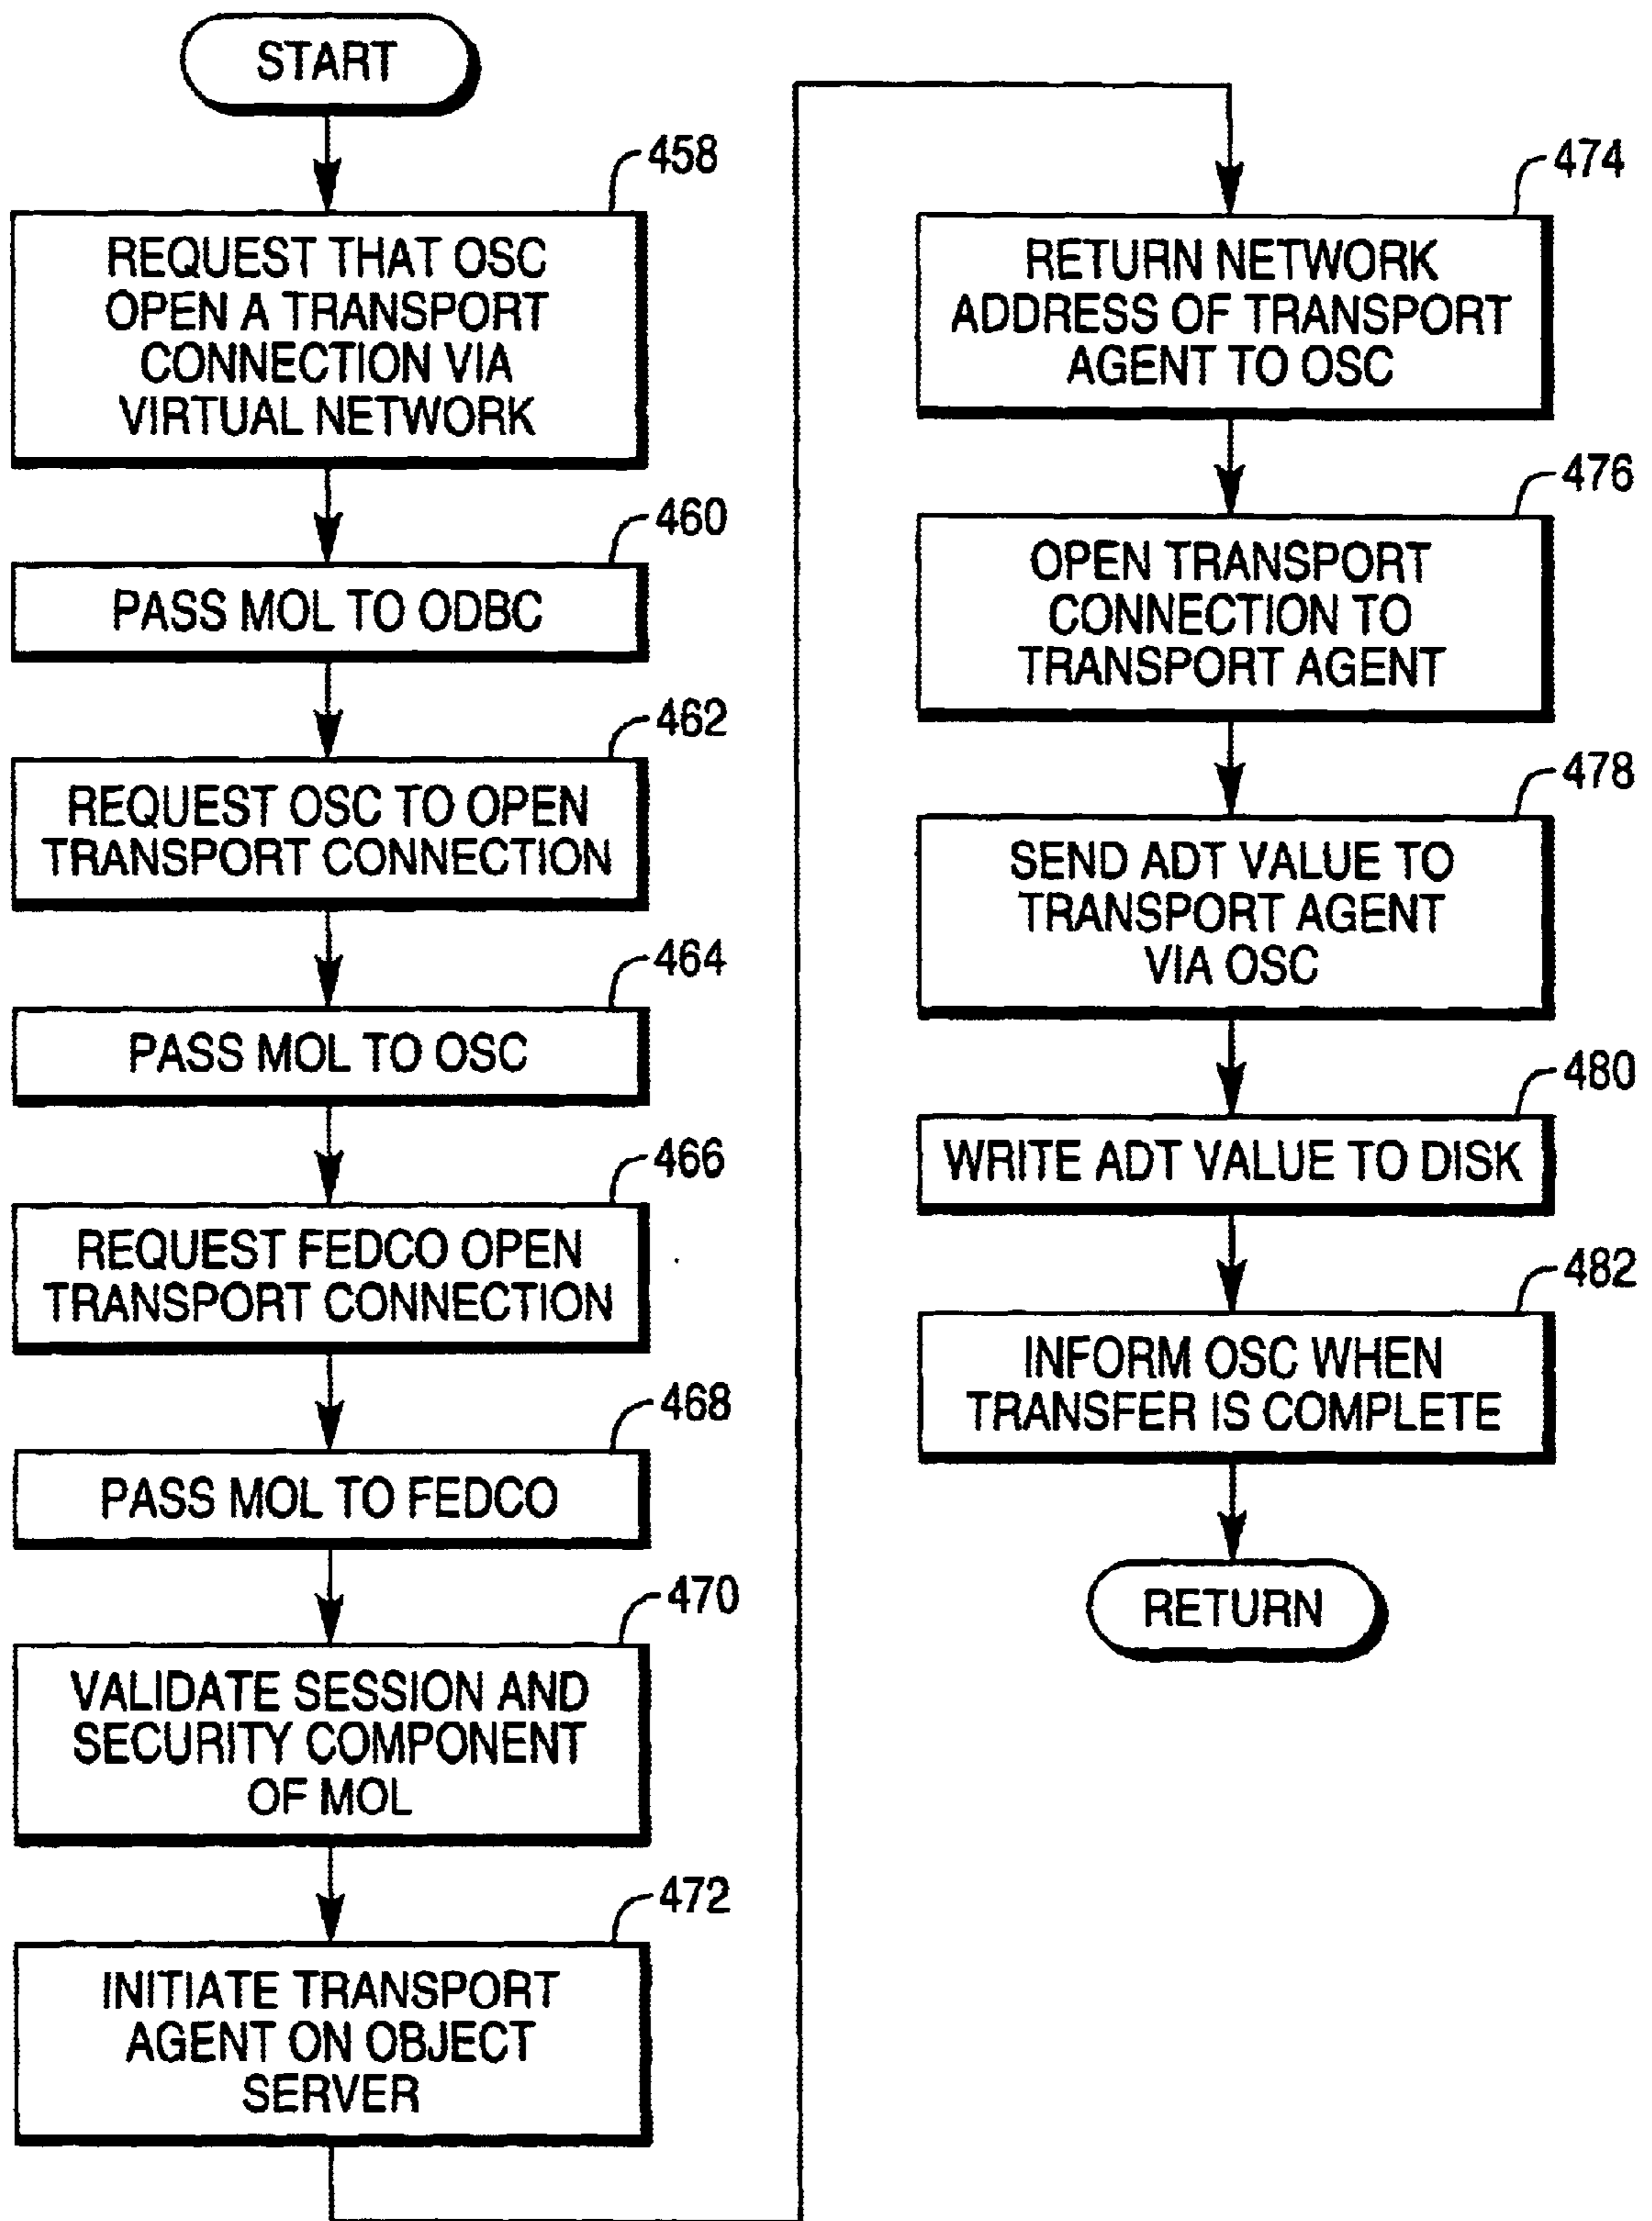 START
458
REQUEST THAT OSC
OPEN A TRANSPORT
CONNECTION VIA
VIRTUAL NETWORK
460
PASS MOL TO ODBC
462
REQUEST OSC TO OPEN
TRANSPORT CONNECTION
464
PASS MOL TO OSC
466
REQUEST FEDCO OPEN
TRANSPORT CONNECTION
468
PASS MOL TO FEDCO
470
VALIDATE SESSION AND
SECURITY COMPONENT
OF MOL
472
INITIATE TRANSPORT
AGENT ON OBJECT
SERVER
474
RETURN NETWORK
ADDRESS OF TRANSPORT
AGENT TO OSC
476
OPEN TRANSPORT
CONNECTION TO
TRANSPORT AGENT
478
SEND ADT VALUE TO
TRANSPORT AGENT
VIA OSC
480
WRITE ADT VALUE TO DISK
482
INFORM OSC WHEN
TRANSFER IS COMPLETE
RETURN